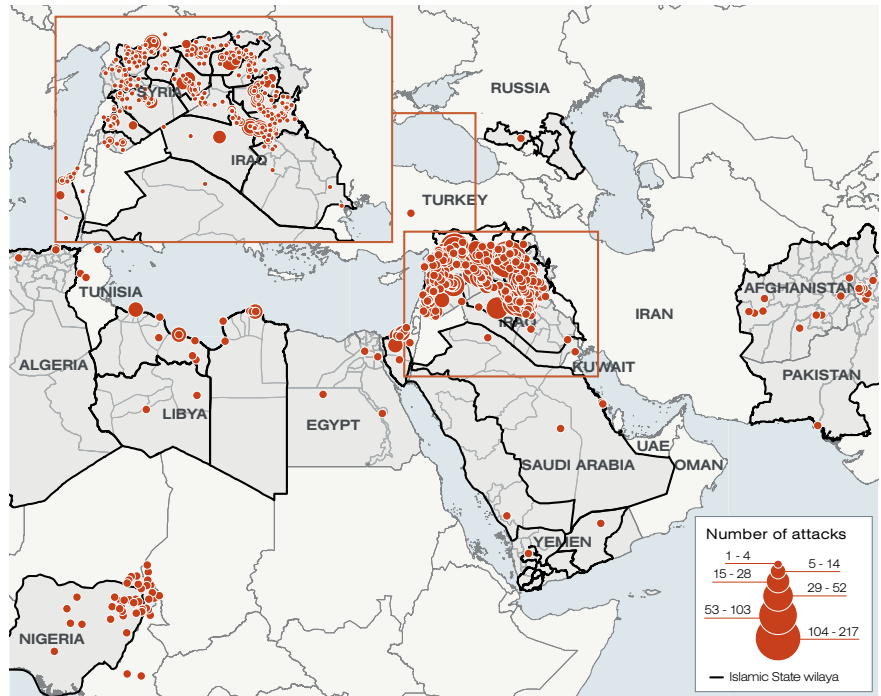 RUSSIA
SYRIA
IRAQ
TURKEY
TUNISIA
AFGHANISTAN
IRAN
IRAQ
ALGERIA
KUWAIT
PAKISTAN
LIBYA
EGYPT
UAE
SAUDI ARABIA
OMAN
YEMEN
NIGERIA
Number of attacks
1 - 4
5 - 14
15 - 28
29 - 52
53 - 103
104 - 217
Islamic State wilaya